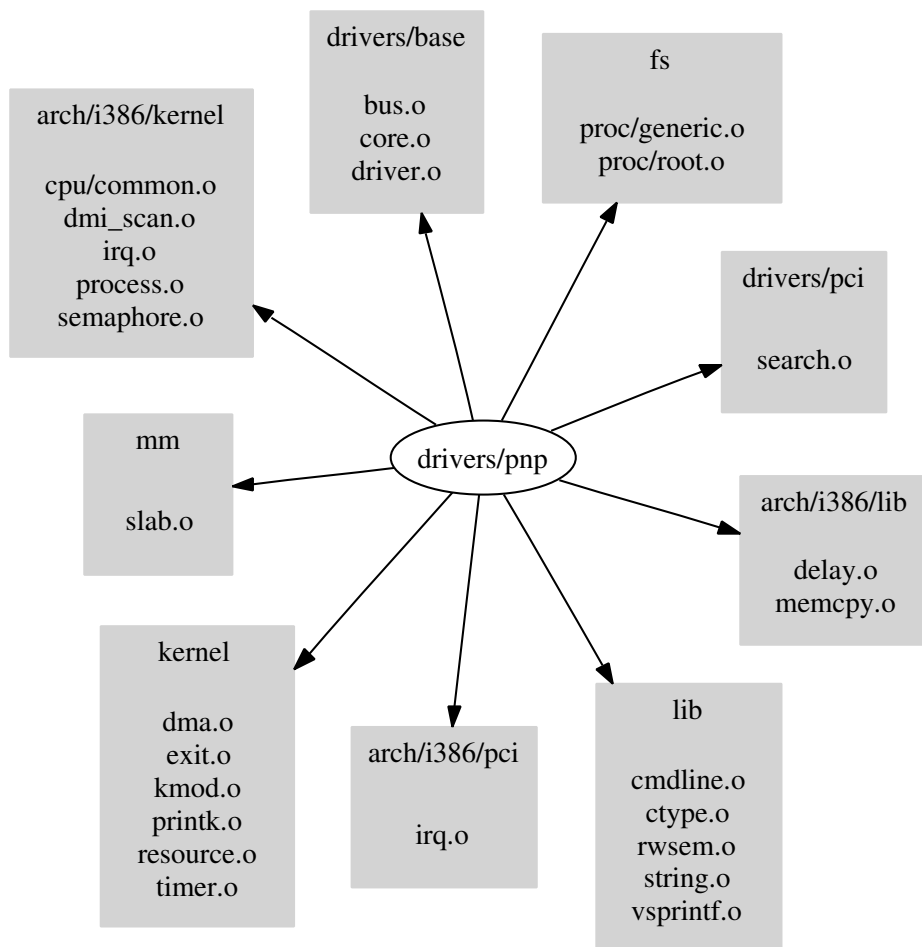 drivers/base
bus.o
core.o
driver.o
fs
proc/generic.o
proc/root.o
arch/i386/kernel
cpu/common.o
dmi_scan.o
irq.o
process.o
semaphore.o
drivers/pci
search.o
drivers/pnp
mm
slab.o
arch/i386/lib
delay.o
memcpy.o
kernel
dma.o
exit.o
kmod.o
printk.o
resource.o
timer.o
arch/i386/pci
irq.o
lib
cmdline.o
ctype.o
rwsem.o
string.o
vsprintf.o